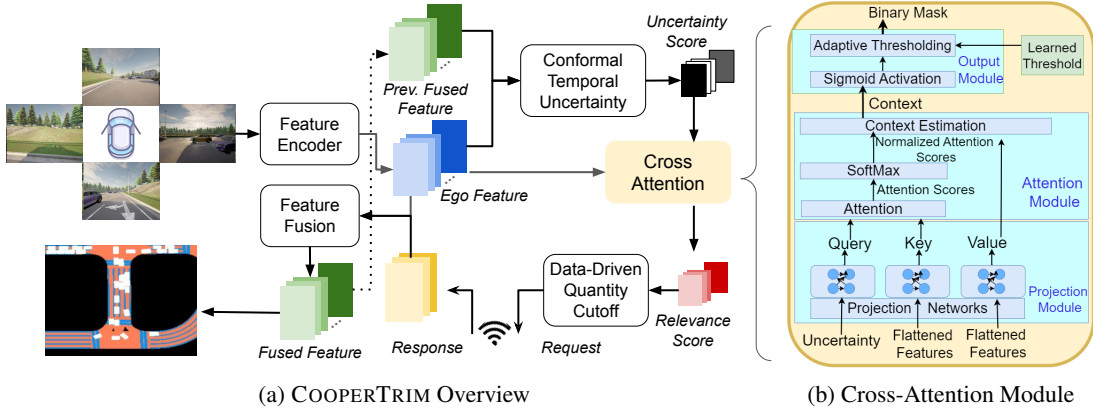 Prev. Fused
Feature
Conformal
Temporal
Uncertainty
Uncertainty
Score
Feature
Encoder
Ego Feature
Cross
Attention
Feature
Fusion
Fused Feature
Response
Request
Data-Driven
Quantity
Cutoff
Relevance
Score
(a) COOPERTRIM Overview
Binary Mask
Adaptive Thresholding
Learned
Threshold
Output
Module
Sigmoid Activation
Context
Context Estimation
Normalized Attention
Scores
SoftMax
Attention Scores
Attention
Module
Attention
Query
Key
Value
Projection
Module
Projection Networks
Uncertainty
Flattened
Features
Flattened
Features
(b) Cross-Attention Module